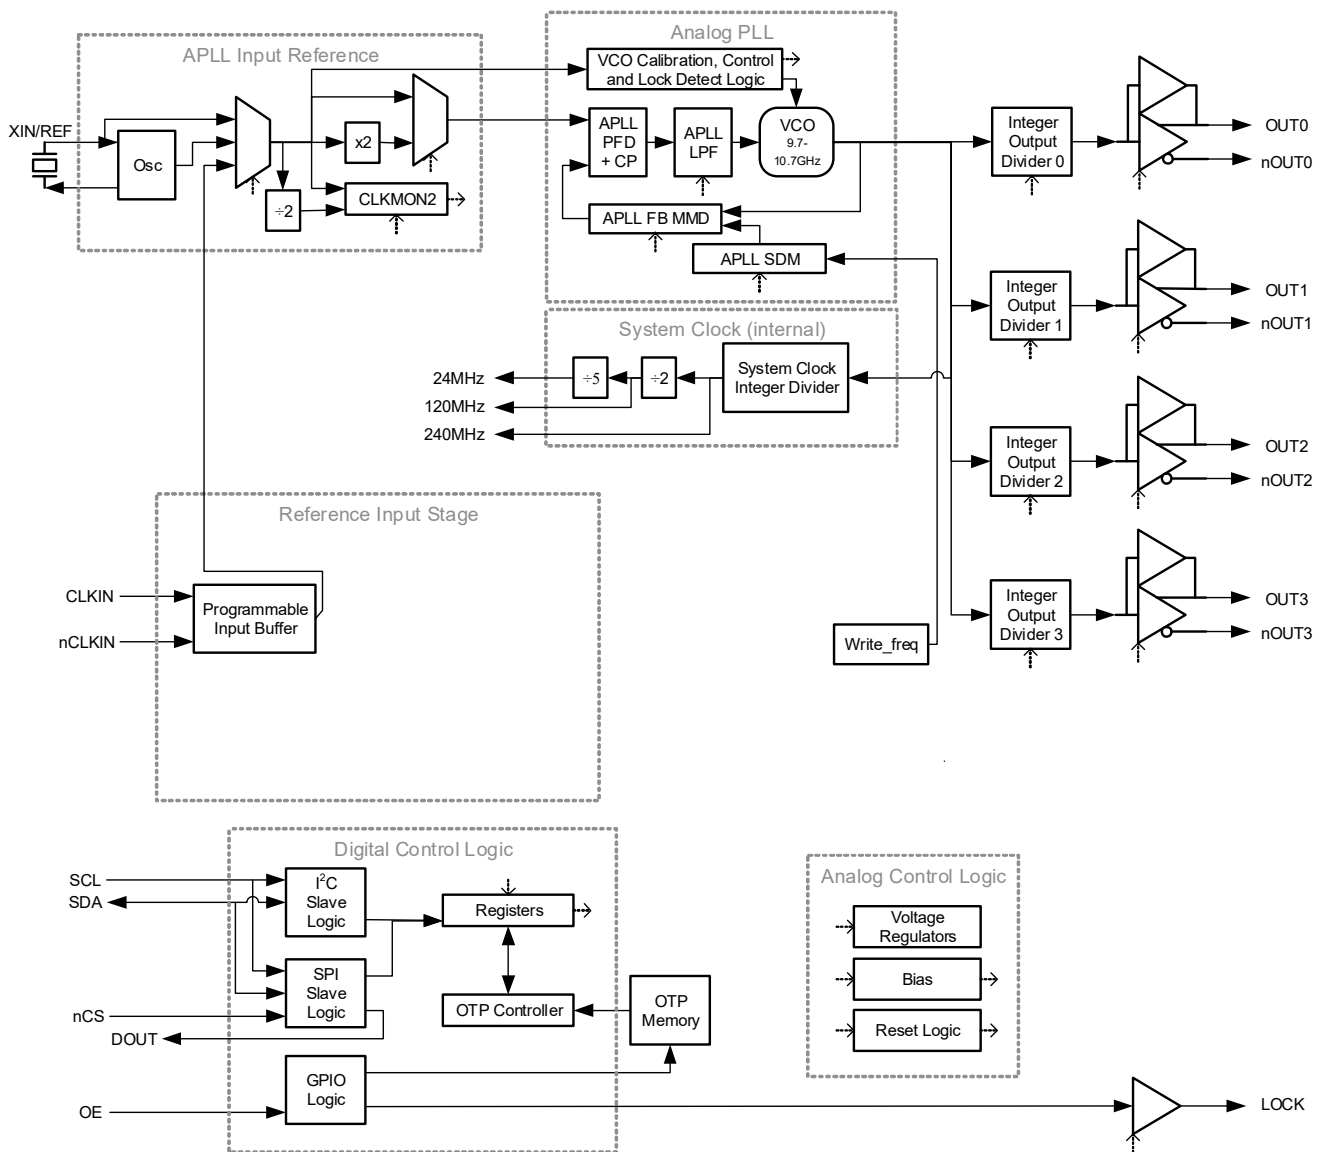 APLL Input Reference
XIN/REF
Osc
x2
÷2
CLKMON2
Analog PLL
VCO Calibration, Control
and Lock Detect Logic
APLL
PFD
+ CP
APLL
LPF
VCO
9.7-
10.7GHz
APLL FB MMD
APLL SDM
Integer
Output
Divider 0
OUT0
nOUT0
Integer
Output
Divider 1
OUT1
nOUT1
System Clock (internal)
24MHz
120MHz
240MHz
÷5
÷2
System Clock
Integer Divider
Integer
Output
Divider 2
OUT2
nOUT2
Reference Input Stage
CLKIN
nCLKIN
Programmable
Input Buffer
Write_freq
Integer
Output
Divider 3
OUT3
nOUT3
Digital Control Logic
SCL
SDA
I²C
Slave
Logic
Registers
SPI
Slave
Logic
nCS
DOUT
OTP Controller
OTP
Memory
GPIO
Logic
OE
Analog Control Logic
Voltage
Regulators
Bias
Reset Logic
LOCK